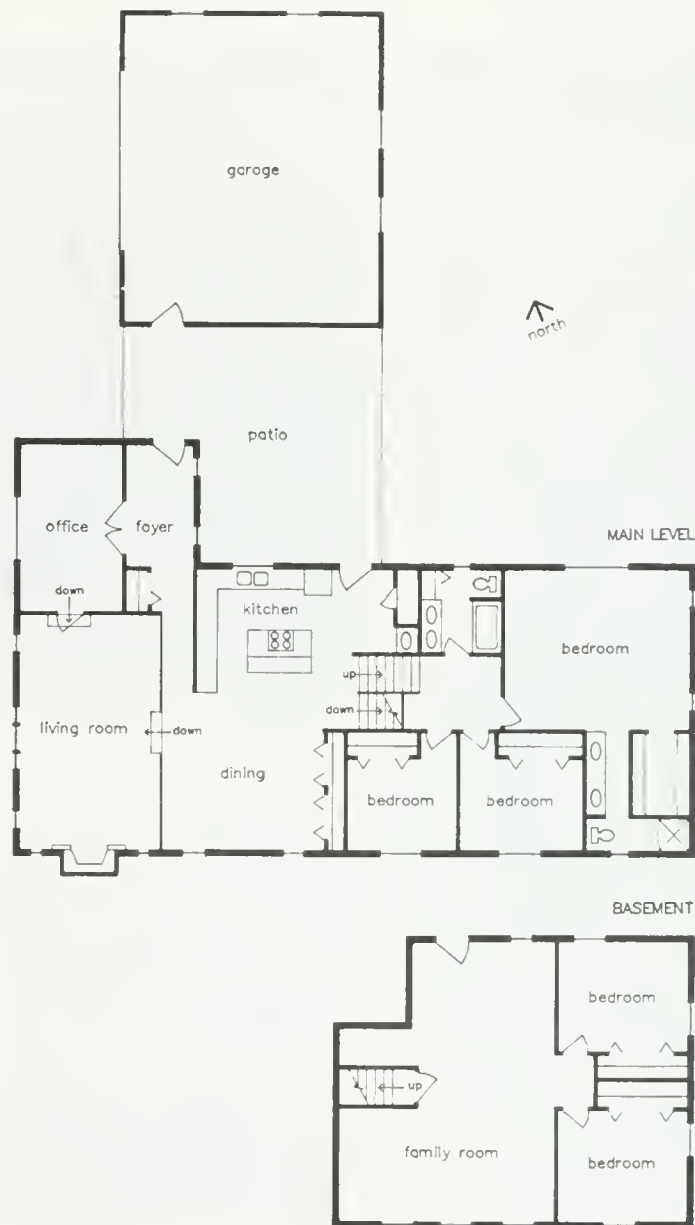 garage
north
patio
MAIN LEVEL
office
foyer
down
kitchen
bedroom
up
down
living room
down
dining
bedroom
bedroom
BASEMENT
bedroom
up
family room
bedroom